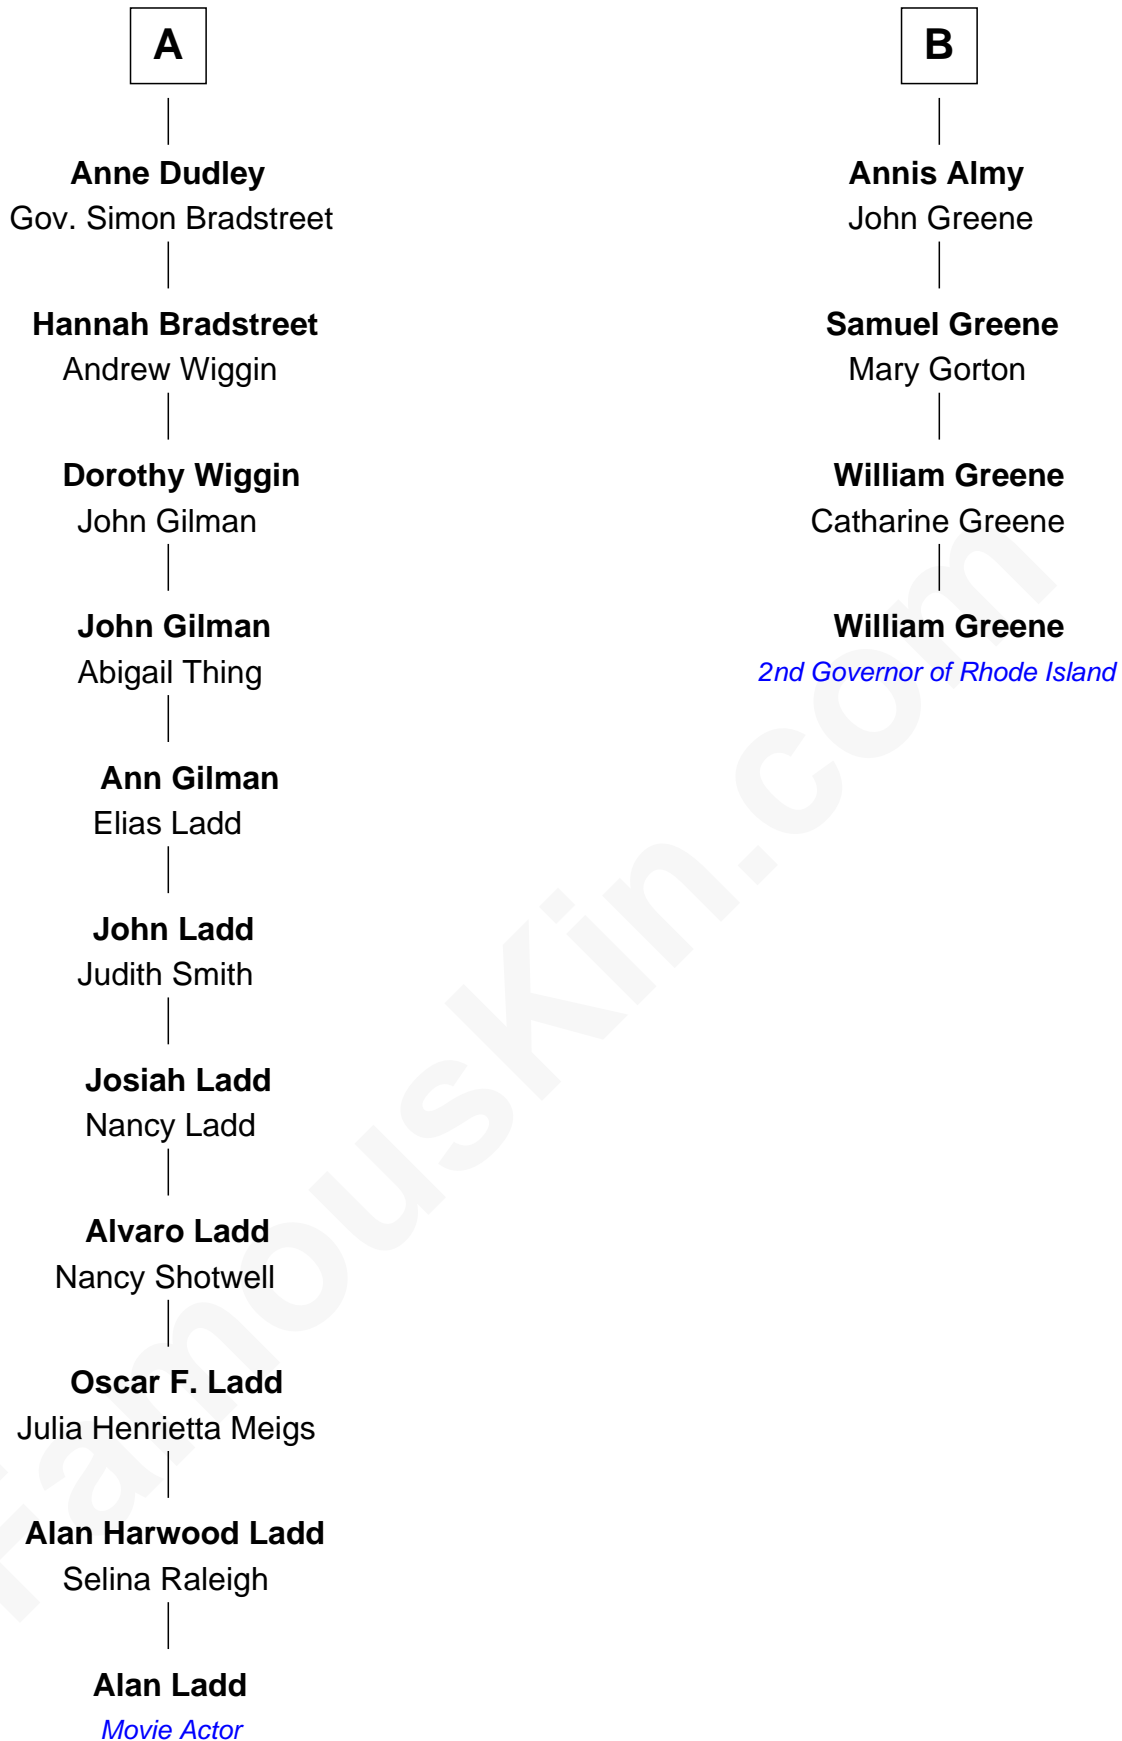 A
Anne Dudley
Gov. Simon Bradstreet
Hannah Bradstreet
Andrew Wiggin
Dorothy Wiggin
John Gilman
John Gilman
Abigail Thing
Ann Gilman
Elias Ladd
John Ladd
Judith Smith
Josiah Ladd
Nancy Ladd
Alvaro Ladd
Nancy Shotwell
Oscar F. Ladd
Julia Henrietta Meigs
Alan Harwood Ladd
Selina Raleigh
Alan Ladd
Movie Actor
B
Annis Almy
John Greene
Samuel Greene
Mary Gorton
William Greene
Catharine Greene
William Greene
2nd Governor of Rhode Island
FamousKin.com